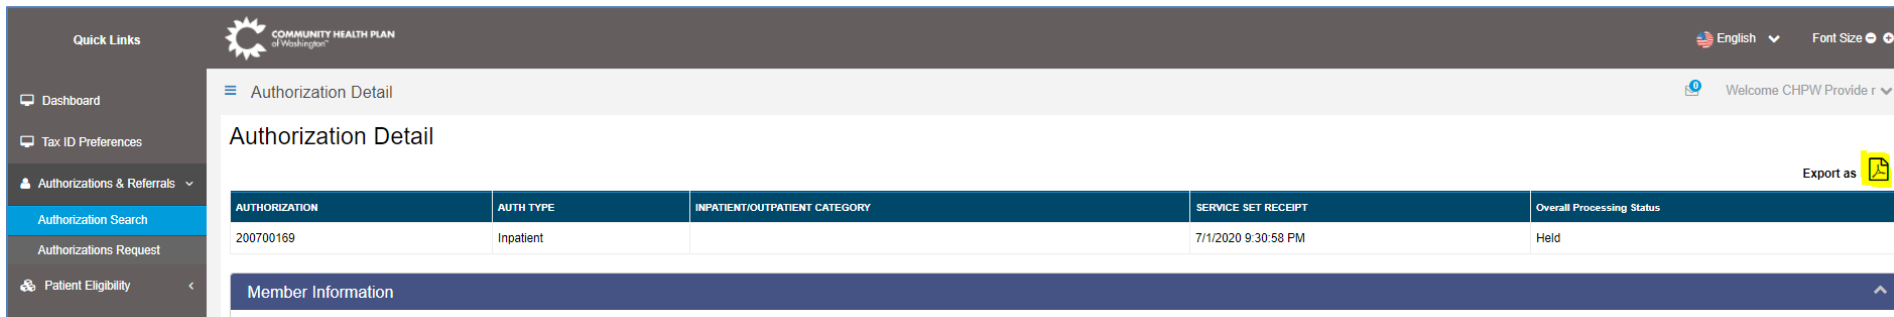 Quick Links
COMMUNITY HEALTH PLAN
of Washington™
English
Font Size
Dashboard
Authorization Detail
0
Welcome CHPW Provide r
Tax ID Preferences
Authorization Detail
Authorizations & Referrals
Export as
Authorization Search
Authorizations Request
Patient Eligibility
AUTHORIZATION AUTH TYPE INPATIENT/OUTPATIENT CATEGORY SERVICE SET RECEIPT Overall Processing Status
200700169 Inpatient 7/1/2020 9:30:58 PM Held
Member Information